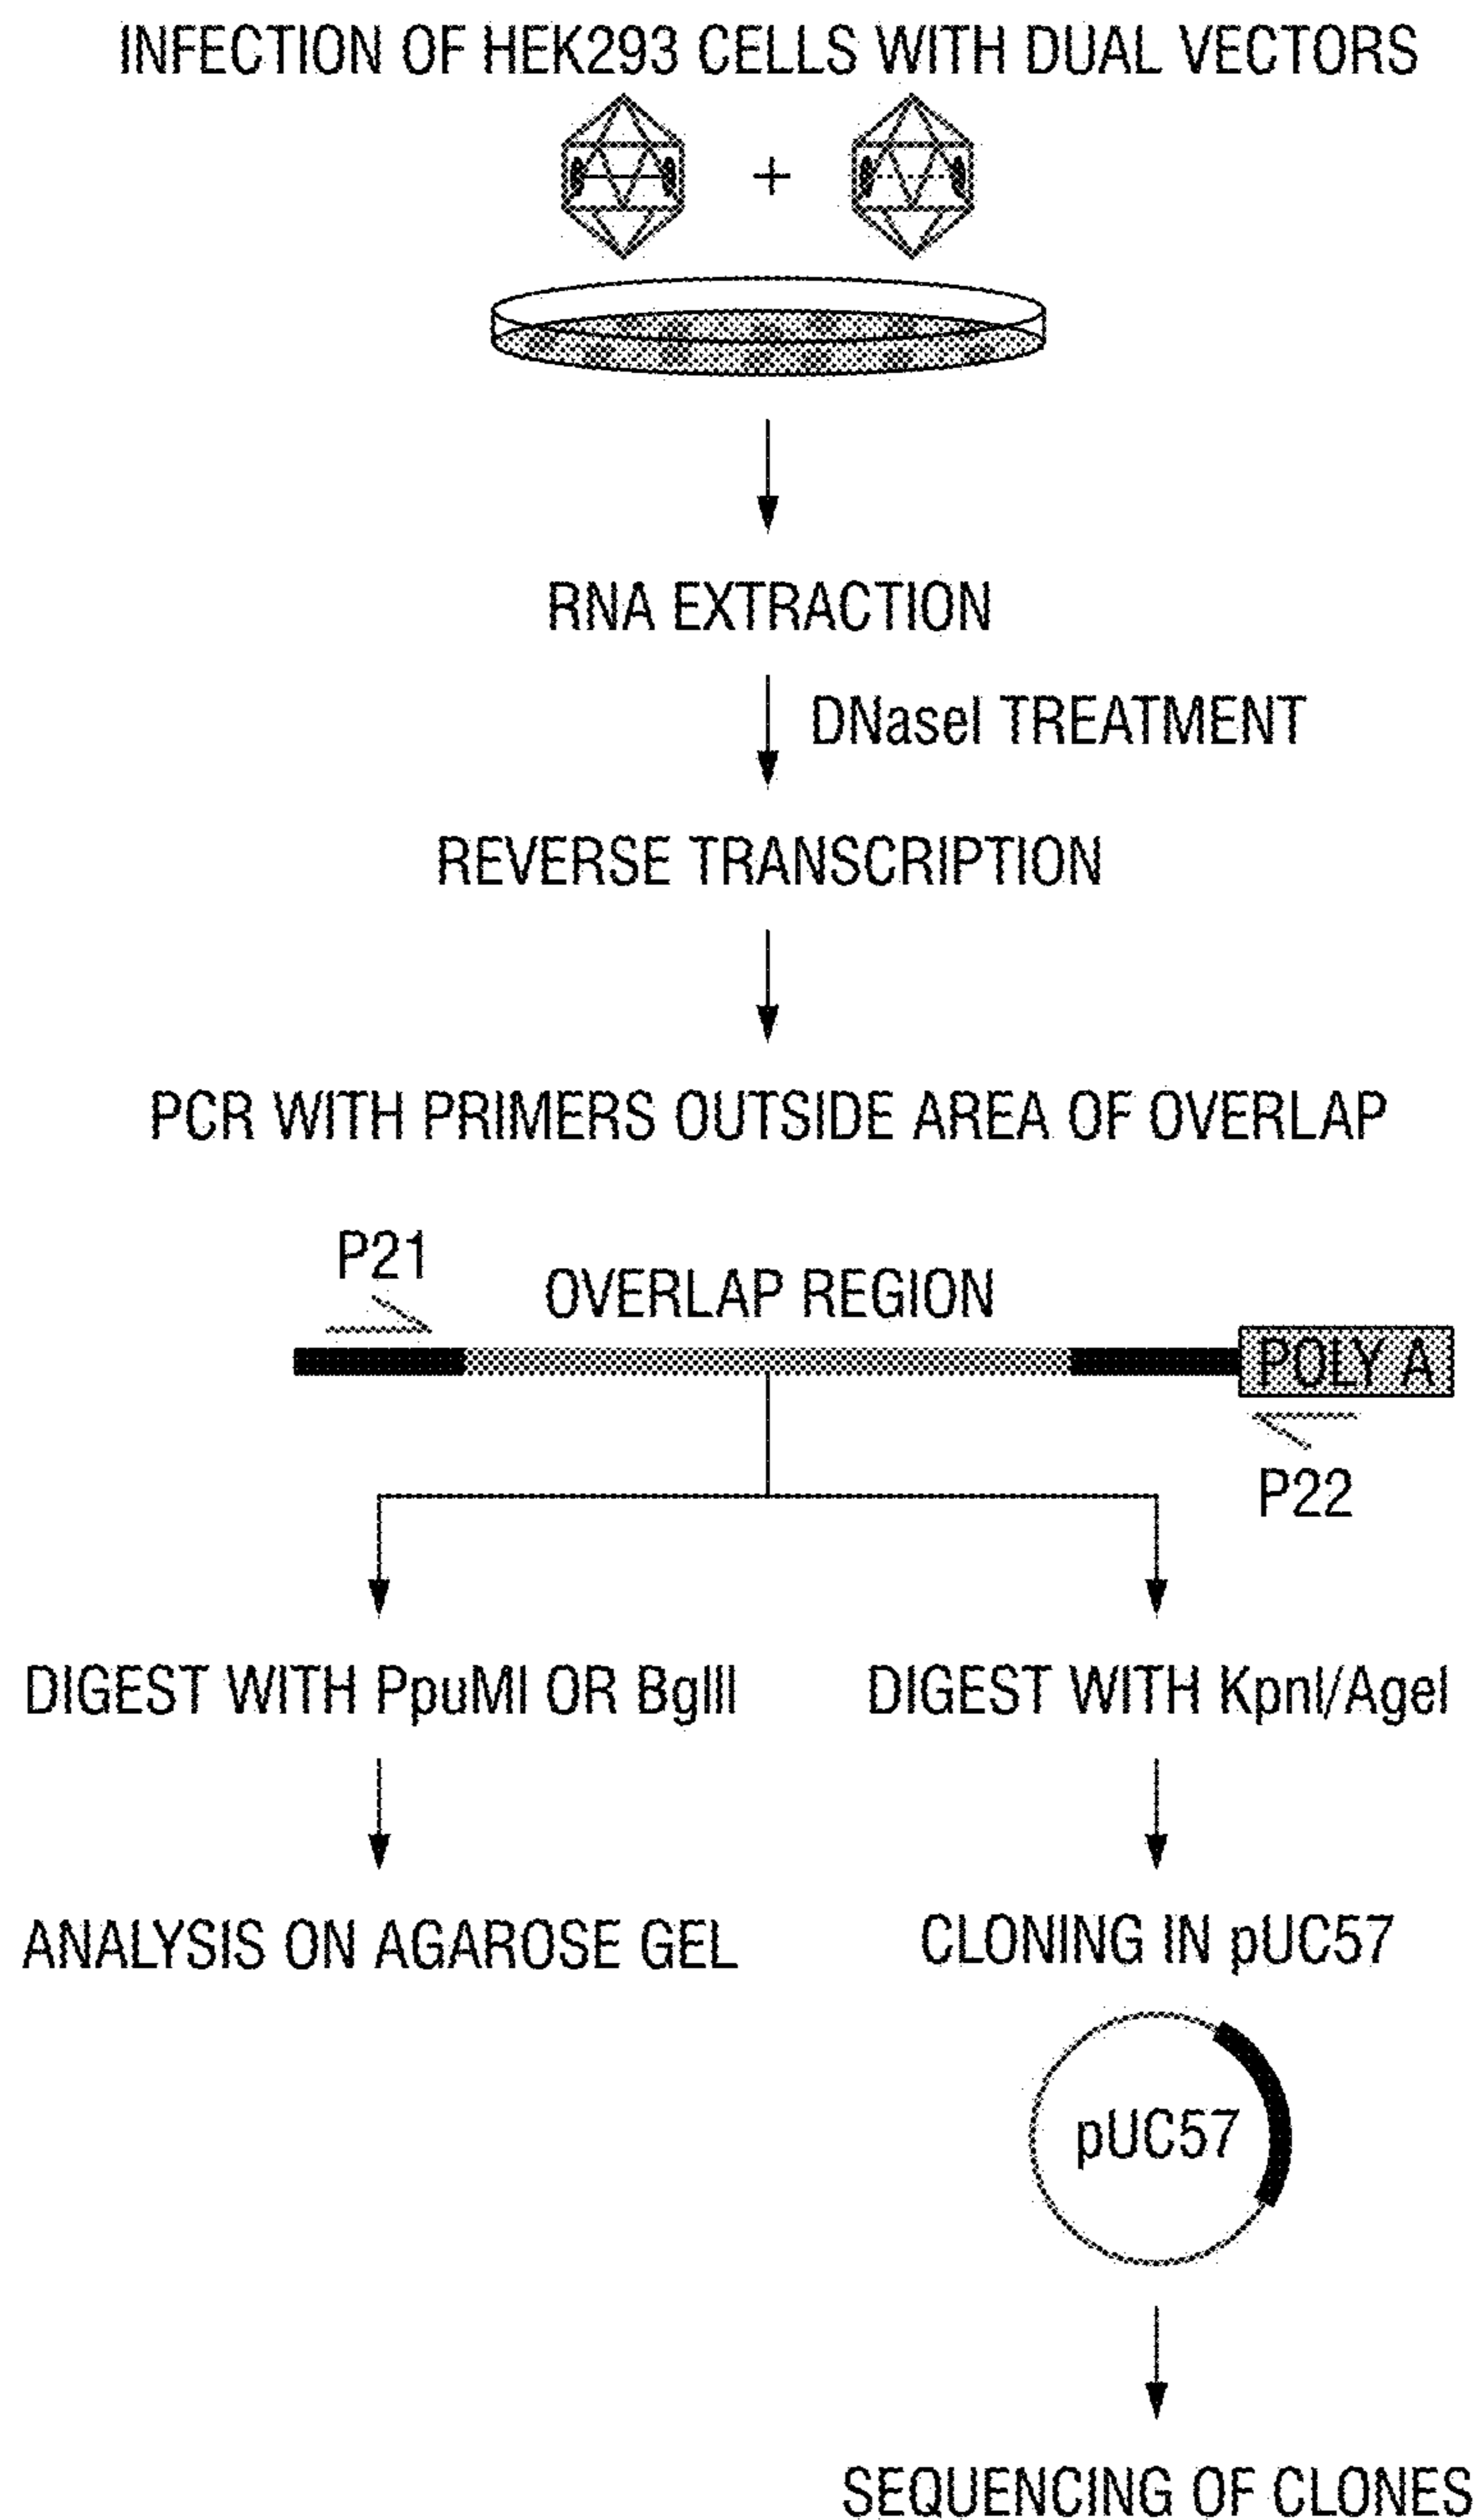 INFECTION OF HEK293 CELLS WITH DUAL VECTORS
+
RNA EXTRACTION
DNaseI TREATMENT
REVERSE TRANSCRIPTION
PCR WITH PRIMERS OUTSIDE AREA OF OVERLAP
P21
OVERLAP REGION
POLY A
P22
DIGEST WITH PpuMI OR BglII
DIGEST WITH KpnI/AgeI
ANALYSIS ON AGAROSE GEL
CLONING IN pUC57
pUC57
SEQUENCING OF CLONES